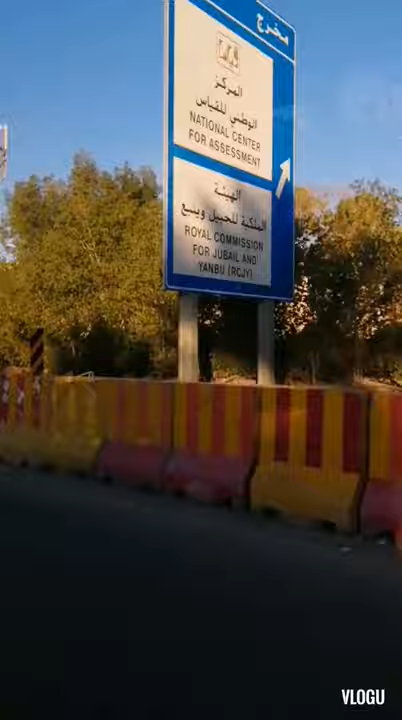 مخرج
المركز
الوطني للقياس
NATIONAL CENTER
FOR ASSESSMENT
الهيئة
الملكية للجبيل وينبع
ROYAL COMMISSION
FOR JUBAIL AND
YANBU (RCJY)
VLOGU